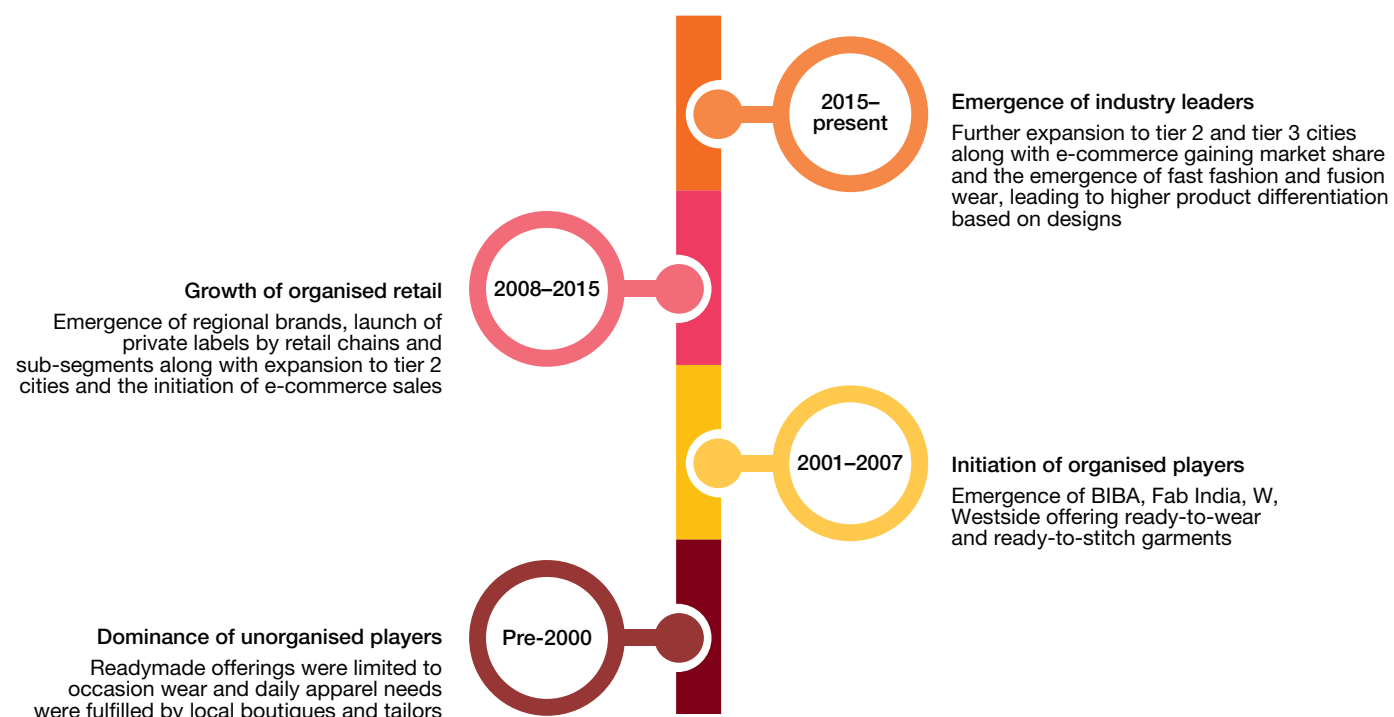 2015–
present
Emergence of industry leaders
Further expansion to tier 2 and tier 3 cities
along with e-commerce gaining market share
and the emergence of fast fashion and fusion
wear, leading to higher product differentiation
based on designs
Growth of organised retail
Emergence of regional brands, launch of
private labels by retail chains and
sub-segments along with expansion to tier 2
cities and the initiation of e-commerce sales
2008–2015
2001–2007
Initiation of organised players
Emergence of BIBA, Fab India, W,
Westside offering ready-to-wear
and ready-to-stitch garments
Dominance of unorganised players
Readymade offerings were limited to
occasion wear and daily apparel needs
were fulfilled by local boutiques and tailors
Pre-2000